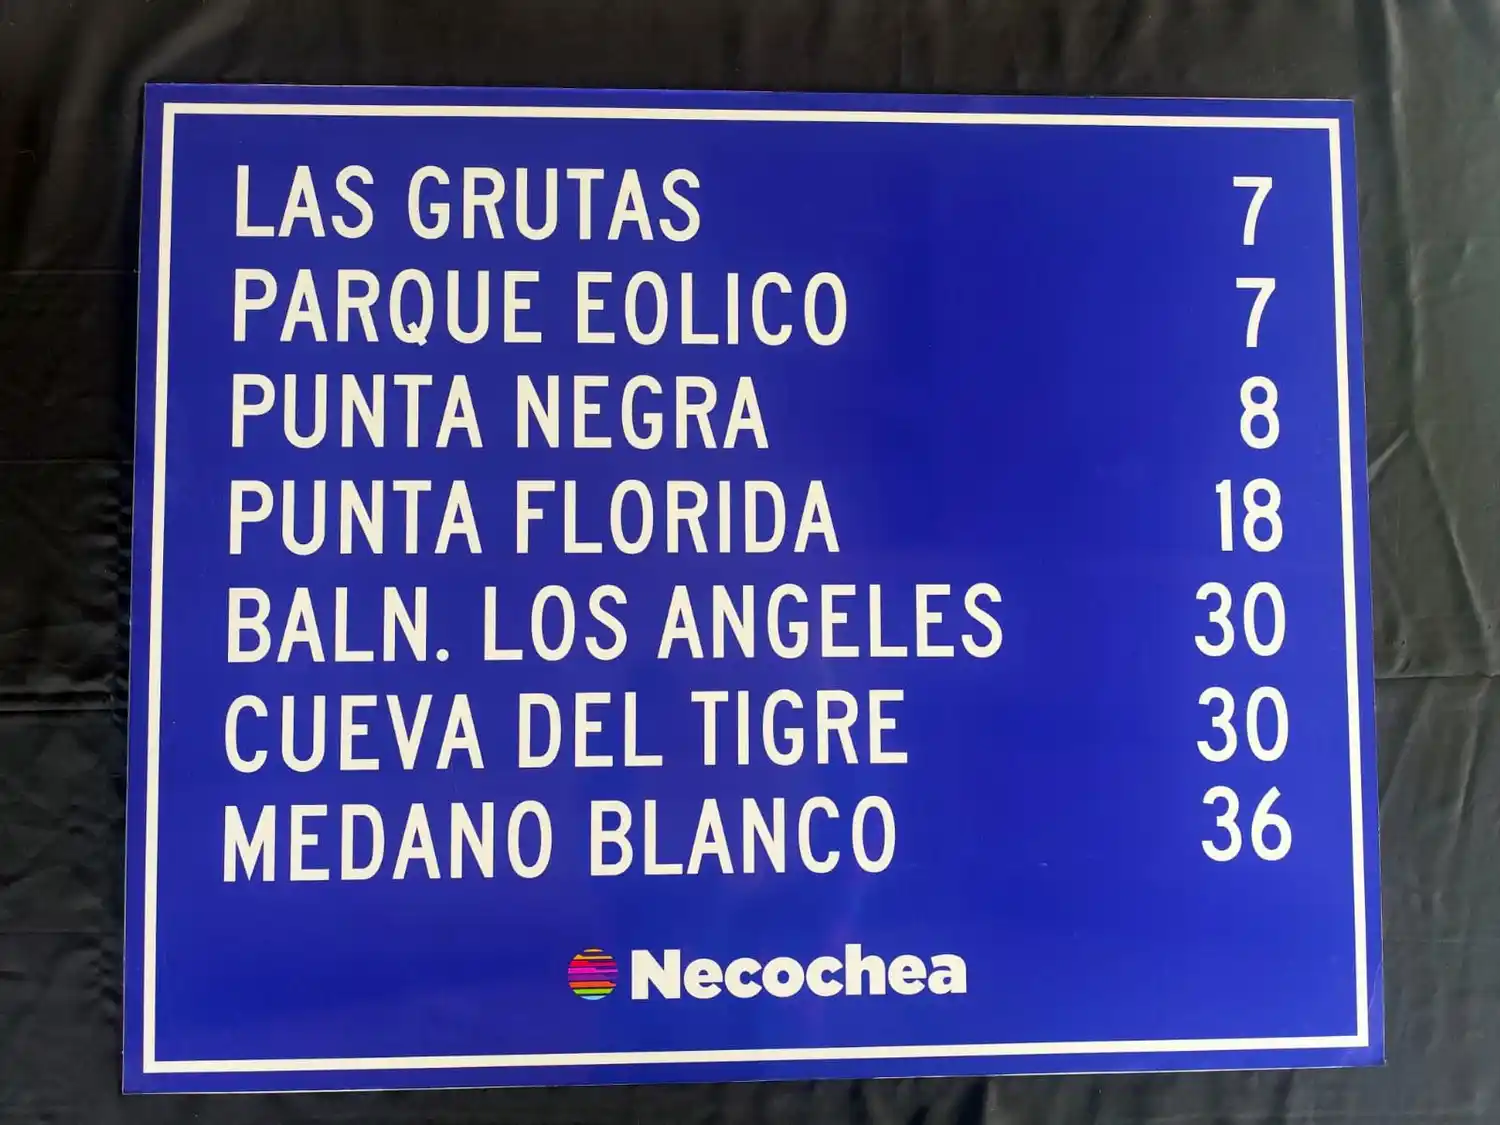 LAS GRUTAS 7
PARQUE EOLICO 7
PUNTA NEGRA 8
PUNTA FLORIDA 18
BALN. LOS ANGELES 30
CUEVA DEL TIGRE 30
MEDANO BLANCO 36
Necochea